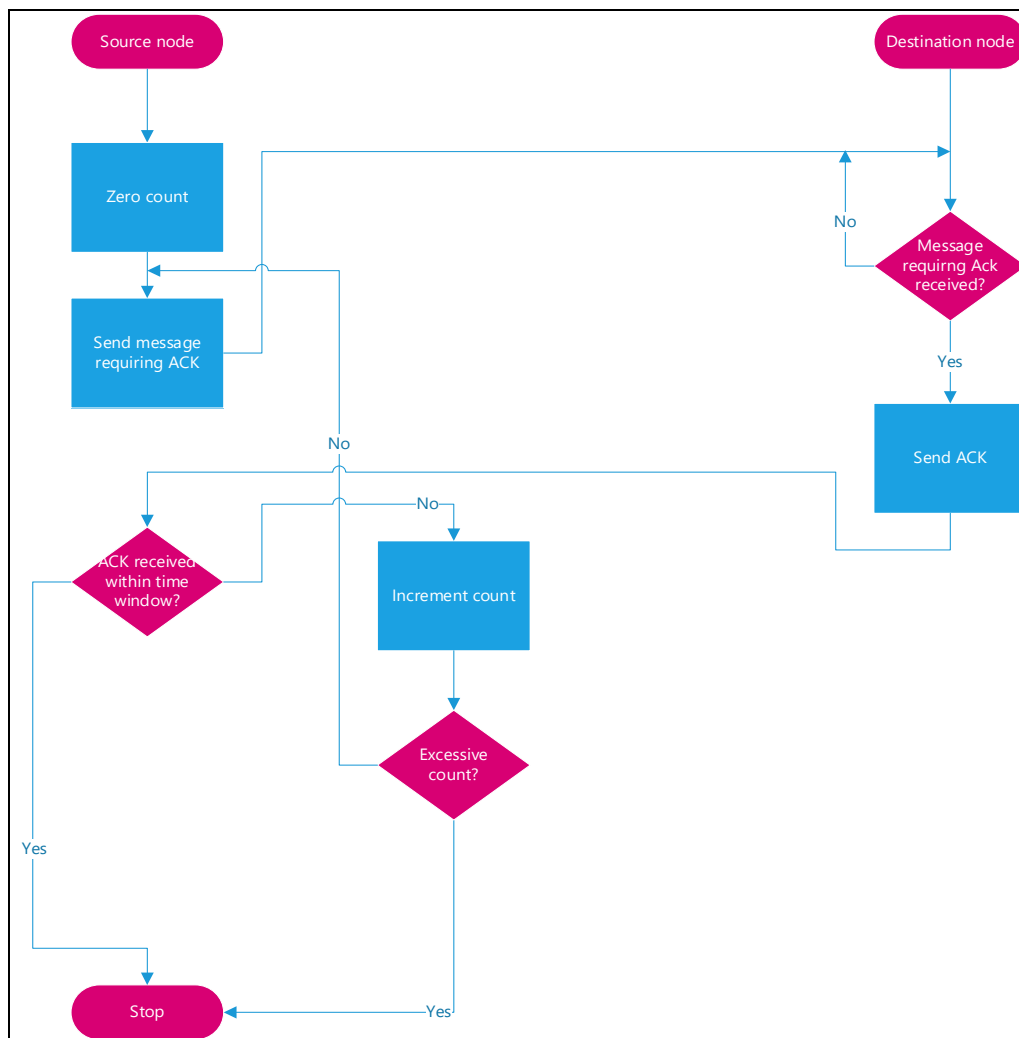 Source node
Destination node
Zero count
No
Message
requirng Ack
received?
Send message
requiring ACK
Yes
No
Send ACK
No
ACK received
within time
window?
Increment count
Excessive
count?
Yes
Stop
Yes